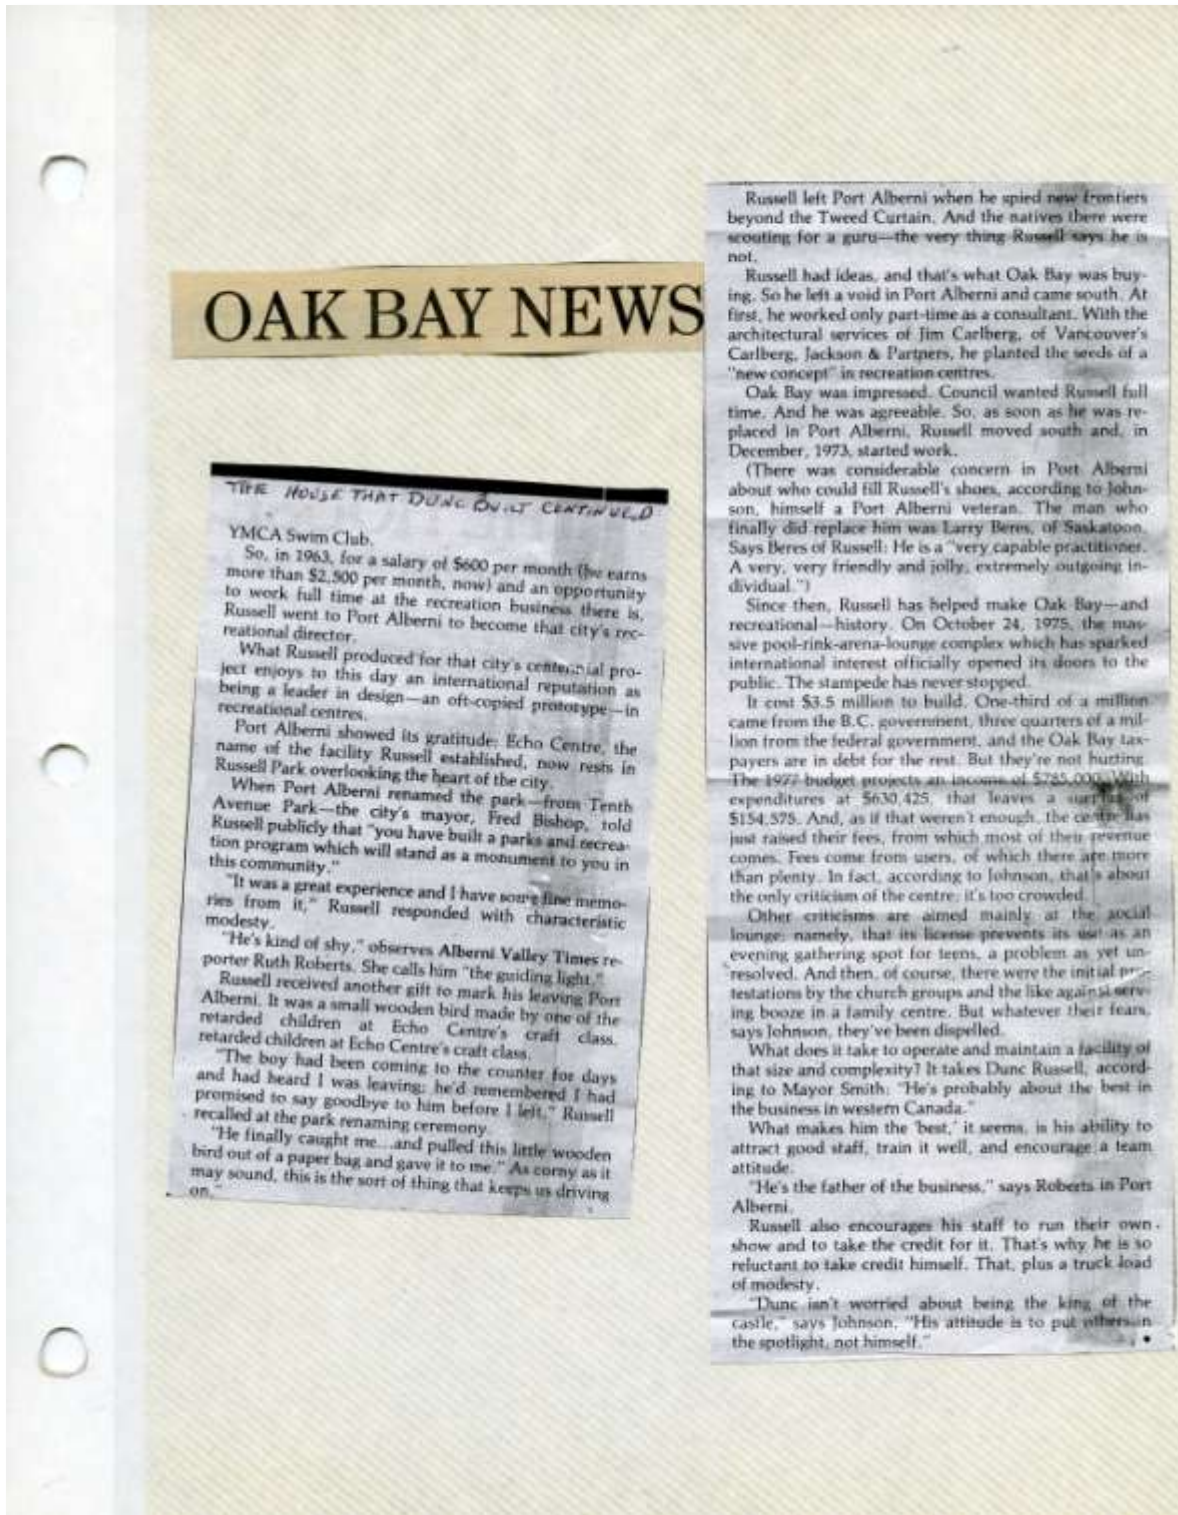 OAK BAY NEWS
THE HOUSE THAT DUNC BUILT CONTINUED
YMCA Swim Club.
So, in 1963, for a salary of $600 per month (he earns
more than $2,500 per month, now) and an opportunity
to work full time at the recreation business there is,
Russell went to Port Alberni to become that city's rec-
reational director.
What Russell produced for that city's centennial pro-
ject enjoys to this day an international reputation as
being a leader in design—an oft-copied prototype—in
recreational centres.
Port Alberni showed its gratitude: Echo Centre, the
name of the facility Russell established, now rests in
Russell Park overlooking the heart of the city.
When Port Alberni renamed the park—from Tenth
Avenue Park—the city's mayor, Fred Bishop, told
Russell publicly that "you have built a parks and recrea-
tion program which will stand as a monument to you in
this community."
"It was a great experience and I have some fine memo-
ries from it," Russell responded with characteristic
modesty.
"He's kind of shy," observes Alberni Valley Times re-
porter Ruth Roberts. She calls him "the guiding light."
Russell received another gift to mark his leaving Port
Alberni. It was a small wooden bird made by one of the
retarded children at Echo Centre's craft class.
retarded children at Echo Centre's craft class.
"The boy had been coming to the counter for days
and had heard I was leaving; he'd remembered I had
promised to say goodbye to him before I left," Russell
recalled at the park renaming ceremony.
"He finally caught me...and pulled this little wooden
bird out of a paper bag and gave it to me." As corny as it
may sound, this is the sort of thing that keeps us driving
on."
Russell left Port Alberni when he spied new frontiers
beyond the Tweed Curtain. And the natives there were
scouting for a guru—the very thing Russell says he is
not.
Russell had ideas, and that's what Oak Bay was buy-
ing. So he left a void in Port Alberni and came south. At
first, he worked only part-time as a consultant. With the
architectural services of Jim Carlberg, of Vancouver's
Carlberg, Jackson & Partners, he planted the seeds of a
"new concept" in recreation centres.
Oak Bay was impressed. Council wanted Russell full
time. And he was agreeable. So, as soon as he was re-
placed in Port Alberni, Russell moved south and, in
December, 1973, started work.
(There was considerable concern in Port Alberni
about who could fill Russell's shoes, according to John-
son, himself a Port Alberni veteran. The man who
finally did replace him was Larry Beres, of Saskatoon.
Says Beres of Russell: He is a "very capable practitioner.
A very, very friendly and jolly, extremely outgoing in-
dividual.")
Since then, Russell has helped make Oak Bay—and
recreational—history. On October 24, 1975, the mas-
sive pool-rink-arena-lounge complex which has sparked
international interest officially opened its doors to the
public. The stampede has never stopped.
It cost $3.5 million to build. One-third of a million
came from the B.C. government, three quarters of a mil-
lion from the federal government, and the Oak Bay tax-
payers are in debt for the rest. But they're not hurting.
The 1977 budget projects an income of $785,000. With
expenditures at $630,425, that leaves a surplus of
$154,575. And, as if that weren't enough, the centre has
just raised their fees, from which most of their revenue
comes. Fees come from users, of which there are more
than plenty. In fact, according to Johnson, that's about
the only criticism of the centre: it's too crowded.
Other criticisms are aimed mainly at the social
lounge; namely, that its license prevents its use as an
evening gathering spot for teens, a problem as yet un-
resolved. And then, of course, there were the initial pro-
testations by the church groups and the like against serv-
ing booze in a family centre. But whatever their fears,
says Johnson, they've been dispelled.
What does it take to operate and maintain a facility of
that size and complexity? It takes Dunc Russell, accord-
ing to Mayor Smith: "He's probably about the best in
the business in western Canada."
What makes him the 'best,' it seems, is his ability to
attract good staff, train it well, and encourage a team
attitude.
"He's the father of the business," says Roberts in Port
Alberni.
Russell also encourages his staff to run their own
show and to take the credit for it. That's why he is so
reluctant to take credit himself. That, plus a truck load
of modesty.
"Dunc isn't worried about being the king of the
castle," says Johnson. "His attitude is to put others in
the spotlight, not himself."